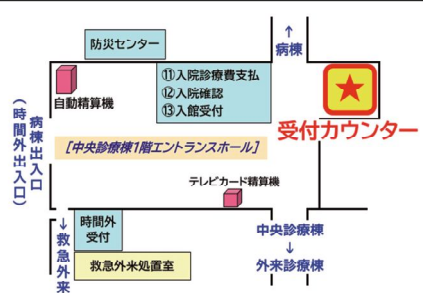 ↑
病棟
防災センター
⑪入院診療費支払
⑫入院確認
⑬入館受付
自動精算機
受付カウンター
病棟出入口
（時間外出入口）
［中央診療棟1階エントランスホール］
テレビカード精算機
↓救急外来
時間外
受付
中央診療棟
↓
外来診療棟
救急外来処置室